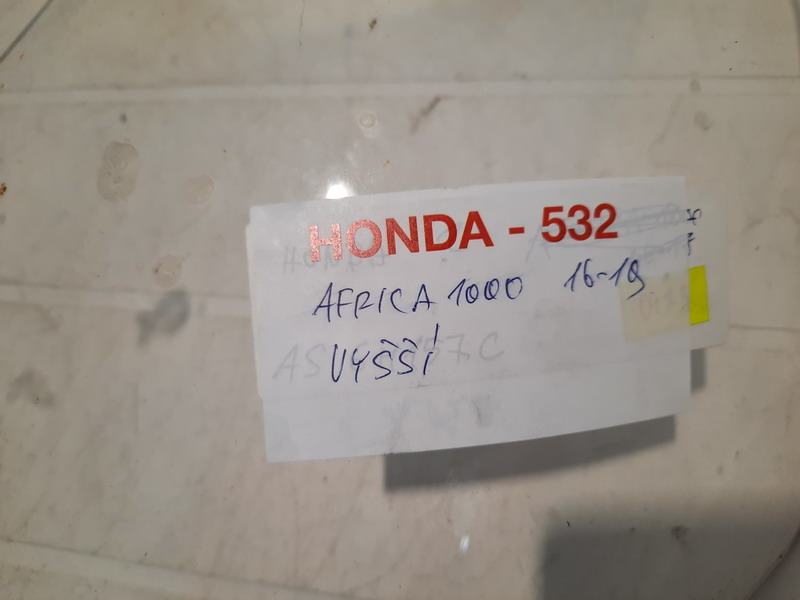 HONDA - 532
AFRICA 1000 16-19
VYŠŠÍ